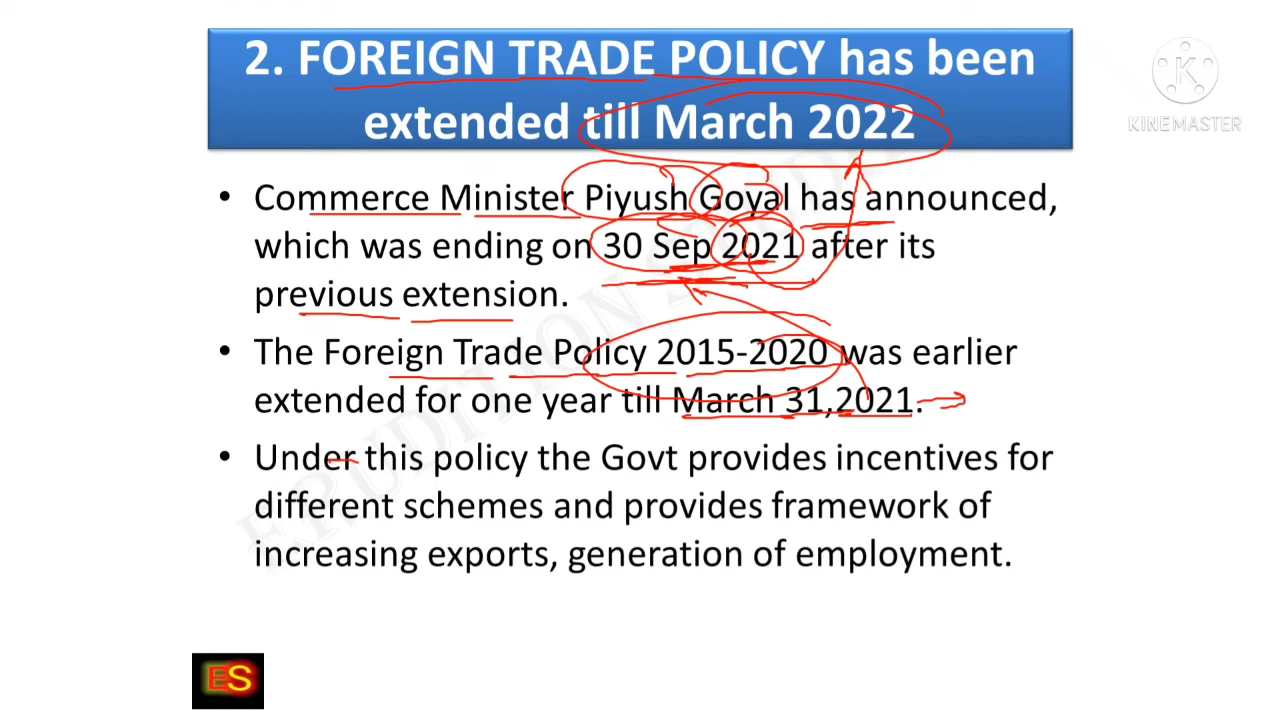 2. FOREIGN TRADE POLICY has been
extended till March 2022
K
KINEMASTER
• Commerce Minister Piyush Goyal has announced,
which was ending on 30 Sep 2021 after its
previous extension.
• The Foreign Trade Policy 2015-2020 was earlier
extended for one year till March 31,2021.
• Under this policy the Govt provides incentives for
different schemes and provides framework of
increasing exports, generation of employment.
ES